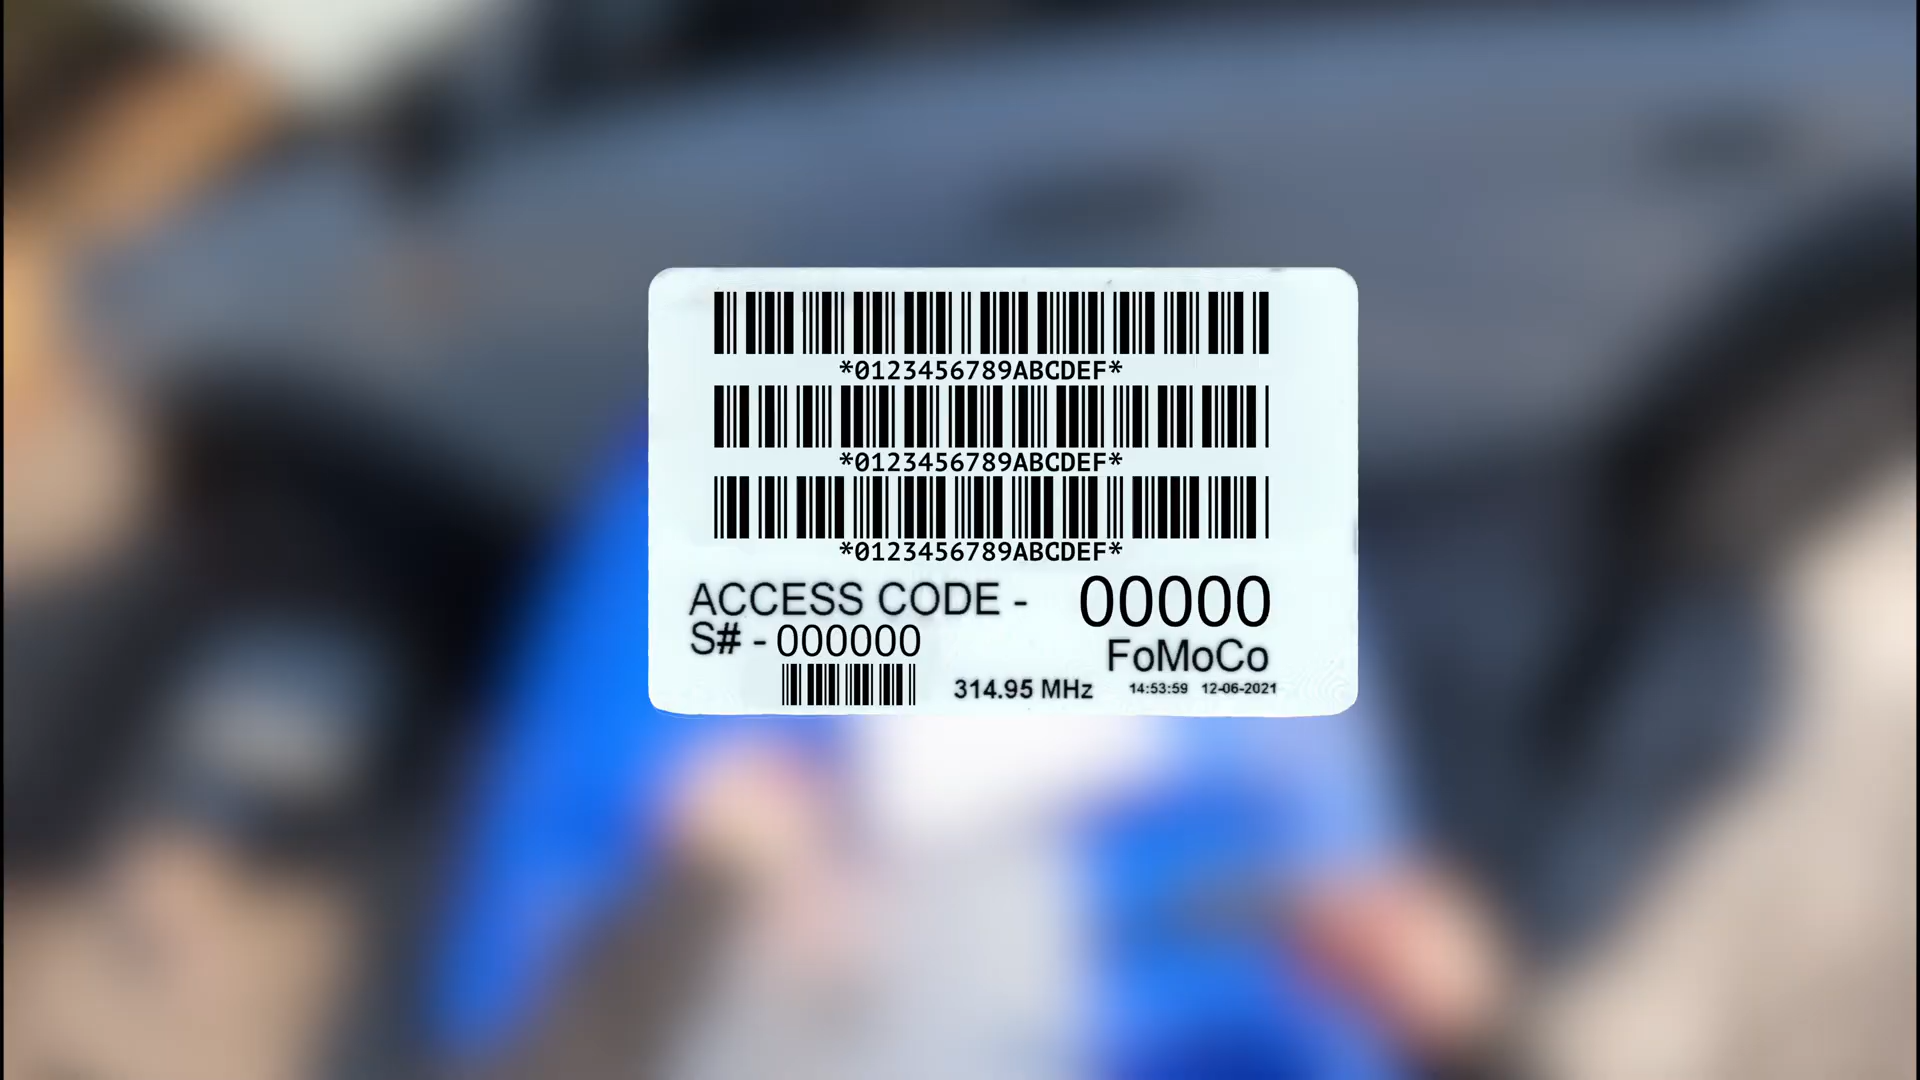 *0123456789ABCDEF*
*0123456789ABCDEF*
*0123456789ABCDEF*
ACCESS CODE - 00000
S# - 000000
FoMoCo
314.95 MHz 14:53:59 12-06-2021